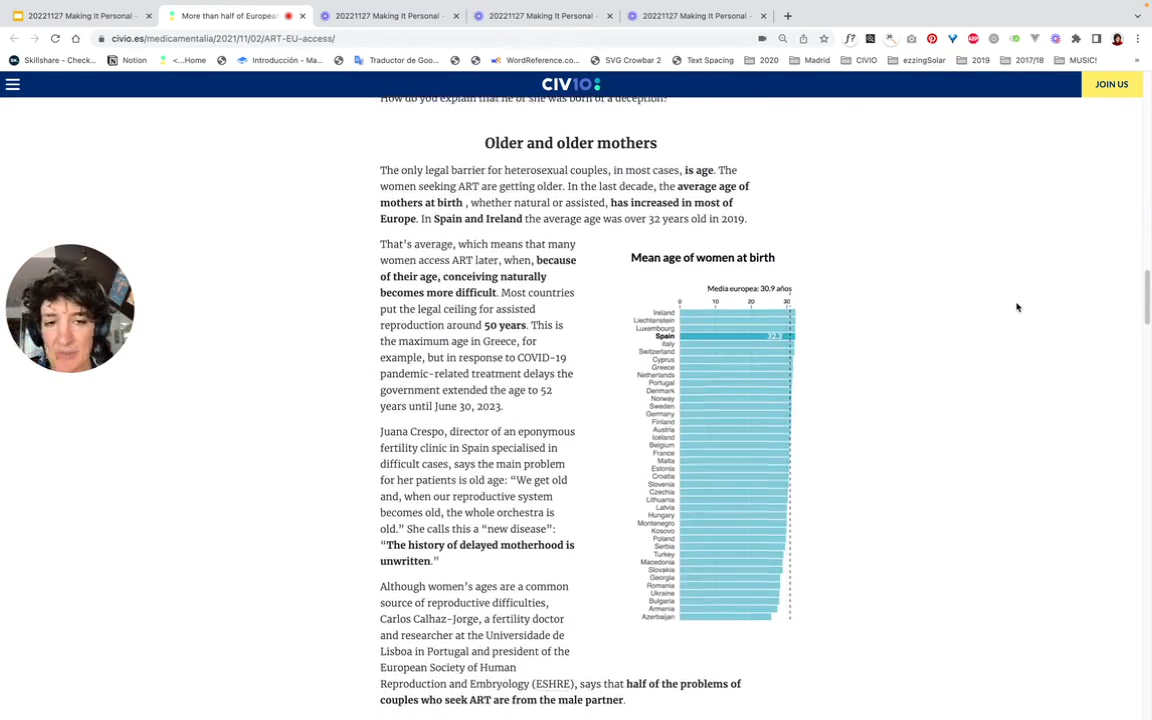 20221127 Making It Personal -
More than half of Europea
20221127 Making It Personal -
20221127 Making It Personal -
20221127 Making It Personal -
civio.es/medicamentalia/2021/11/02/ART-EU-access/
Skillshare - Check...
Notion
<...Home
Introducción - Ma...
Traductor de Goo...
WordReference.co...
SVG Crowbar 2
Text Spacing
2020
Madrid
CIVIO
ezzingSolar
2019
2017/18
MUSIC!
»
CIV10:
JOIN US
How do you explain that he or she was born of a deception?
Older and older mothers
The only legal barrier for heterosexual couples, in most cases, is age. The
women seeking ART are getting older. In the last decade, the average age of
mothers at birth , whether natural or assisted, has increased in most of
Europe. In Spain and Ireland the average age was over 32 years old in 2019.
That's average, which means that many
women access ART later, when, because
of their age, conceiving naturally
becomes more difficult. Most countries
put the legal ceiling for assisted
reproduction around 50 years. This is
the maximum age in Greece, for
example, but in response to COVID-19
pandemic-related treatment delays the
government extended the age to 52
years until June 30, 2023.
Juana Crespo, director of an eponymous
fertility clinic in Spain specialised in
difficult cases, says the main problem
for her patients is old age: “We get old
and, when our reproductive system
becomes old, the whole orchestra is
old.” She calls this a “new disease”:
“The history of delayed motherhood is
unwritten.”
Although women's ages are a common
source of reproductive difficulties,
Carlos Calhaz-Jorge, a fertility doctor
and researcher at the Universidade de
Lisboa in Portugal and president of the
European Society of Human
Reproduction and Embryology (ESHRE), says that half of the problems of
couples who seek ART are from the male partner.
Mean age of women at birth
Media europea: 30.9 años
0 10 20 30
Ireland
Liechtenstein
Luxembourg
Spain 32.3
Italy
Switzerland
Cyprus
Greece
Netherlands
Portugal
Denmark
Norway
Sweden
Germany
Finland
Austria
Iceland
Belgium
France
Malta
Estonia
Croatia
Slovenia
Czechia
Lithuania
Latvia
Hungary
Montenegro
Kosovo
Poland
Serbia
Turkey
Macedonia
Slovakia
Georgia
Romania
Ukraine
Bulgaria
Armenia
Azerbaijan